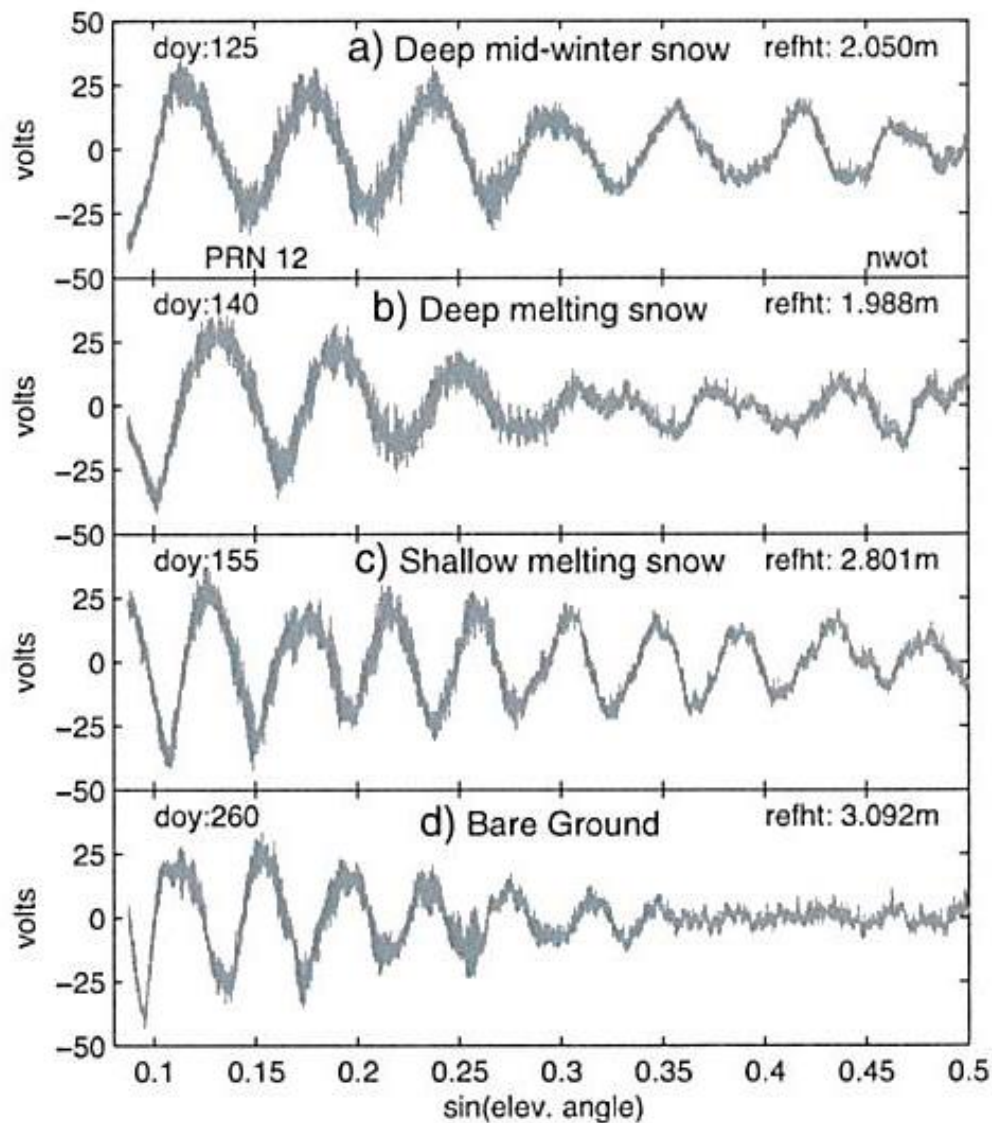 50
doy:125 a) Deep mid-winter snow refht: 2.050m
25
volts
0
−25
PRN 12 nwot
−50
doy:140 b) Deep melting snow refht: 1.988m
25
volts
0
−25
−50
doy:155 c) Shallow melting snow refht: 2.801m
25
volts
0
−25
−50
doy:260 d) Bare Ground refht: 3.092m
25
volts
0
−25
−50
0.1 0.15 0.2 0.25 0.3 0.35 0.4 0.45 0.5
sin(elev. angle)